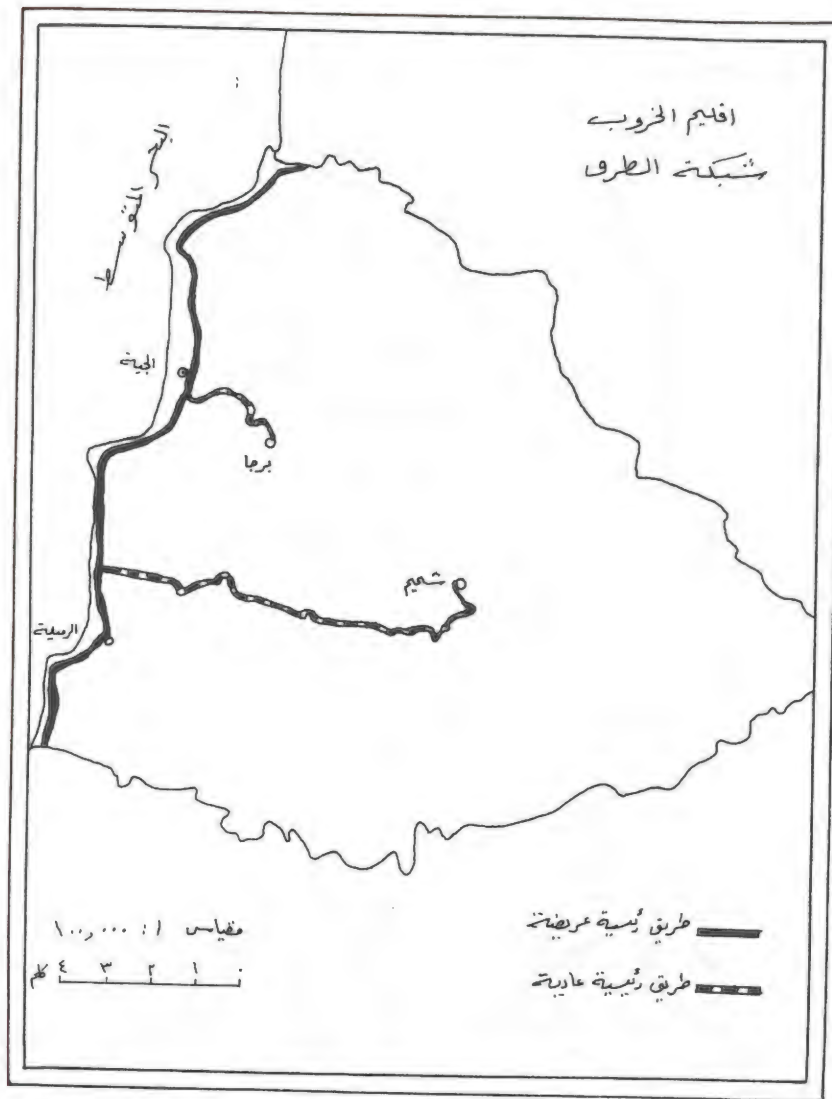 اقليم الخروب
شبكة الطرق
البحر المتوسط
الجية
برجا
شحيم
الرميلة
طريق رئيسية عريضة
طريق رئيسية عادية
مقياس ١ : ١٠٠,٠٠٠
٤ ٣ ٢ ١ ٠ كلم